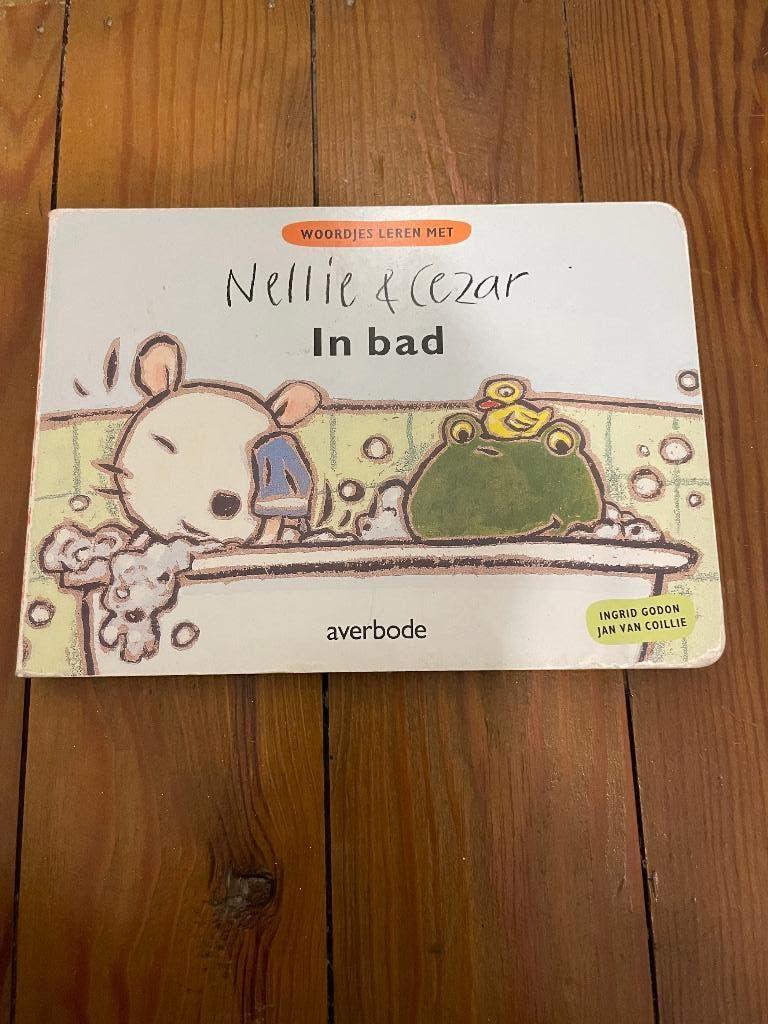 WOORDJES LEREN MET
Nellie & Cezar
In bad
averbode
INGRID GODON
JAN VAN COILLIE